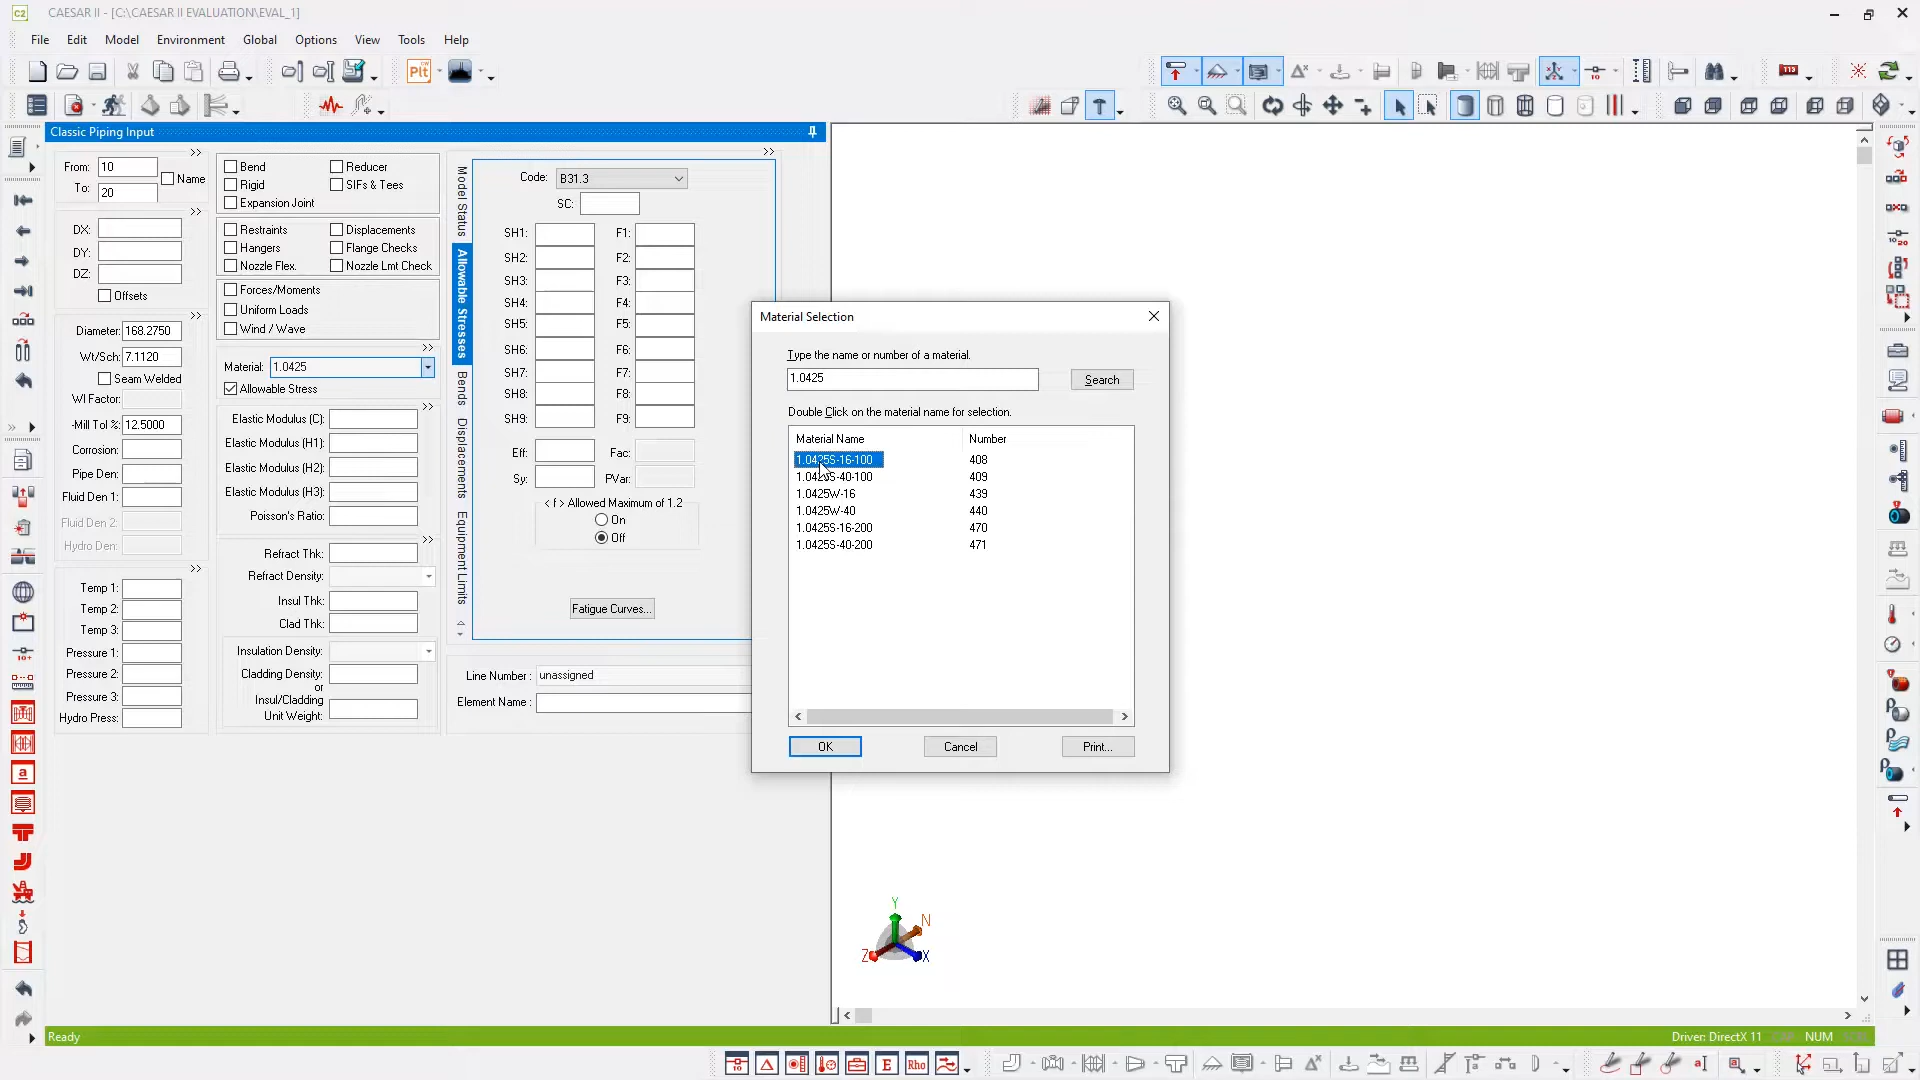 C2 CAESAR II - [C:\CAESAR II EVALUATION\EVAL_1]
File Edit Model Environment Global Options View Tools Help
Plt
Classic Piping Input
From: 10
To: 20
Name
DX:
DY:
DZ:
Offsets
Diameter: 168.2750
Wt/Sch: 7.1120
Seam Welded
Wl Factor:
-Mill Tol %: 12.5000
Corrosion:
Pipe Den:
Fluid Den 1:
Fluid Den 2:
Hydro Den:
Temp 1:
Temp 2:
Temp 3:
Pressure 1:
Pressure 2:
Pressure 3:
Hydro Press:
Bend Reducer
Rigid SIFs & Tees
Expansion Joint
Restraints Displacements
Hangers Flange Checks
Nozzle Flex. Nozzle Lmt Check
Forces/Moments
Uniform Loads
Wind / Wave
Material: 1.0425
Allowable Stress
Elastic Modulus (C):
Elastic Modulus (H1):
Elastic Modulus (H2):
Elastic Modulus (H3):
Poisson's Ratio:
Refract Thk:
Refract Density:
Insul Thk:
Clad Thk:
Insulation Density:
Cladding Density:
or
Insul/Cladding
Unit Weight:
Model Status
Allowable Stresses
Bends
Displacements
Equipment Limits
Code: B31.3
SC:
SH1: F1:
SH2: F2:
SH3: F3:
SH4: F4:
SH5: F5:
SH6: F6:
SH7: F7:
SH8: F8:
SH9: F9:
Eff: Fac:
Sy: PVar:
< f > Allowed Maximum of 1.2
On
Off
Fatigue Curves...
Line Number : unassigned
Element Name :
Material Selection
Type the name or number of a material.
1.0425 Search
Double Click on the material name for selection.
Material Name Number
1.0425S-16-100 408
1.0425S-40-100 409
1.0425W-16 439
1.0425W-40 440
1.0425S-16-200 470
1.0425S-40-200 471
OK Cancel Print...
Y
N
Z
X
Ready Driver: DirectX 11 NUM
E Rho